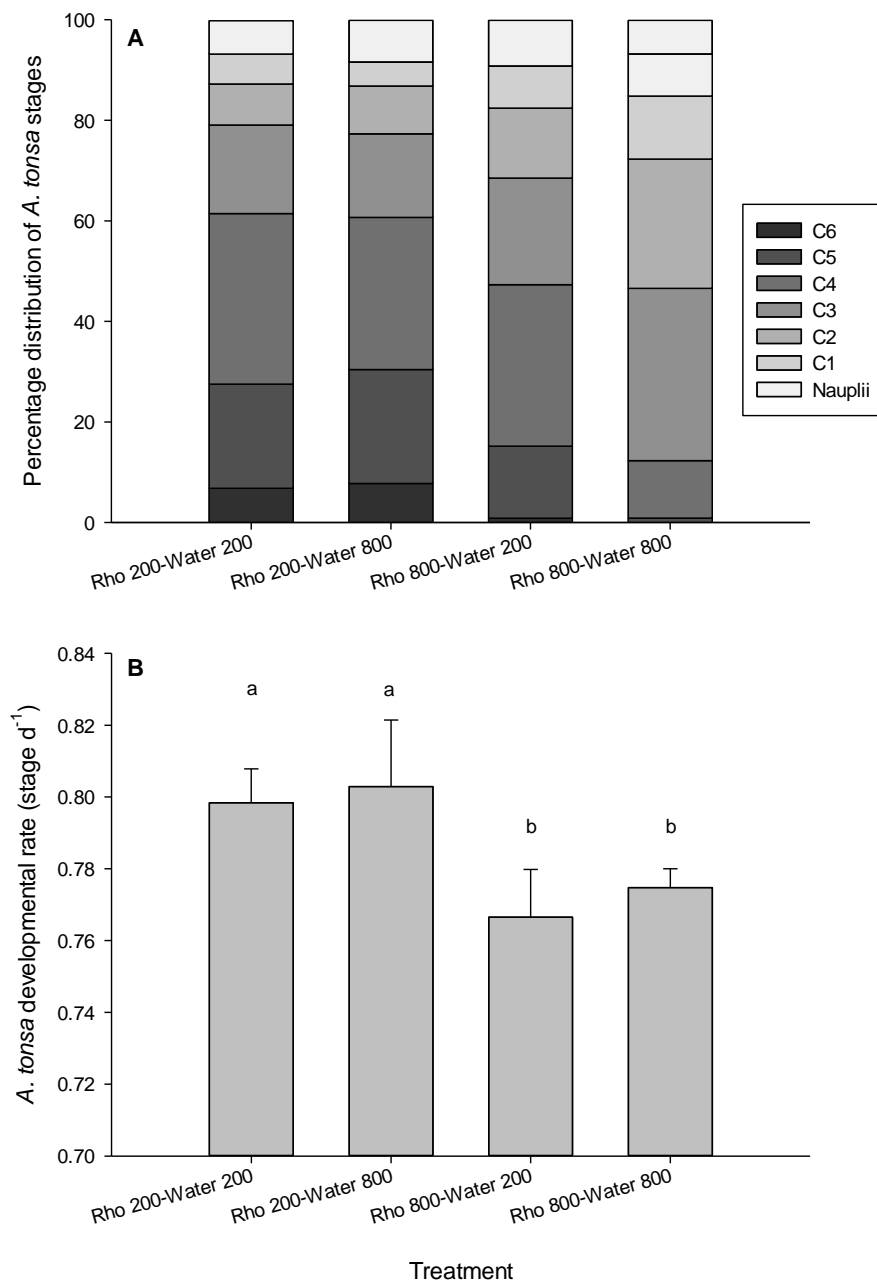 A
Percentage distribution of A. tonsa stages
100
80
60
40
20
0
C6
C5
C4
C3
C2
C1
Nauplii
Rho 200-Water 200
Rho 200-Water 800
Rho 800-Water 200
Rho 800-Water 800
B
A. tonsa developmental rate (stage d⁻¹)
0.84
0.82
0.80
0.78
0.76
0.74
0.72
0.70
a
a
b
b
Rho 200-Water 200
Rho 200-Water 800
Rho 800-Water 200
Rho 800-Water 800
Treatment